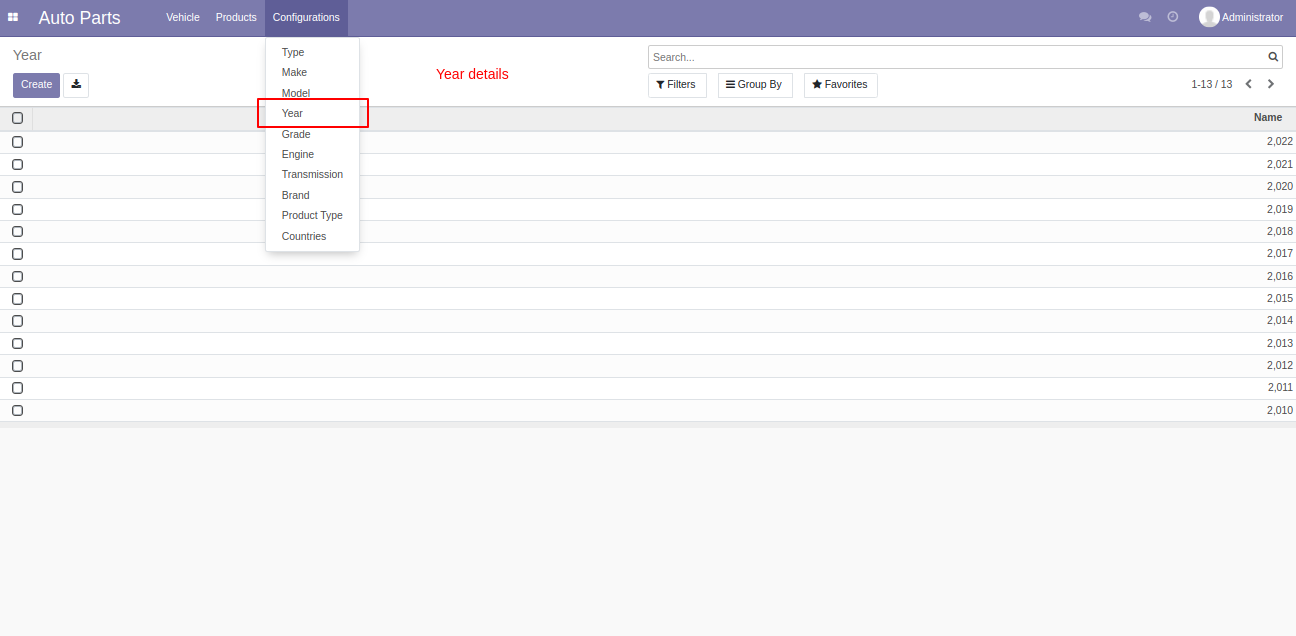 Auto Parts Vehicle Products Configurations Administrator
Year
Search...
Year details
Create Filters Group By Favorites 1-13 / 13
Type
Make
Model
Year
Grade
Engine
Transmission
Brand
Product Type
Countries
Name
2,022
2,021
2,020
2,019
2,018
2,017
2,016
2,015
2,014
2,013
2,012
2,011
2,010